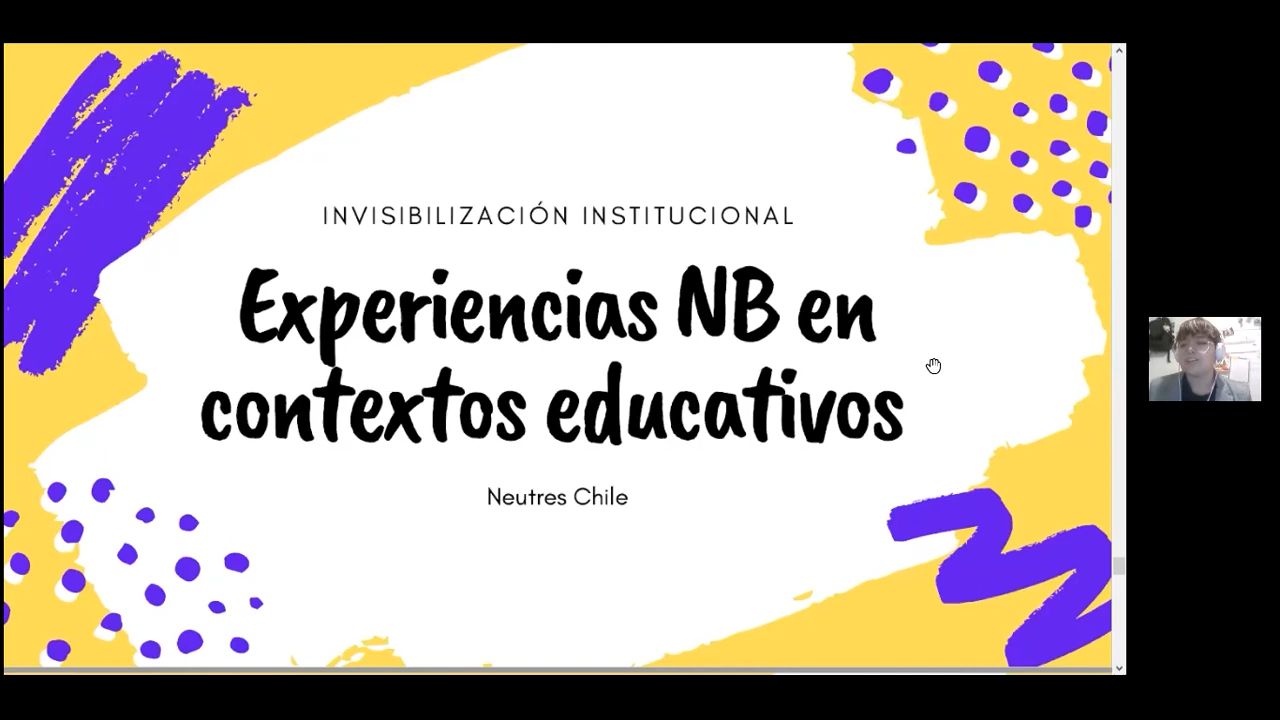 INVISIBILIZACIÓN INSTITUCIONAL
Experiencias NB en
contextos educativos
Neutres Chile